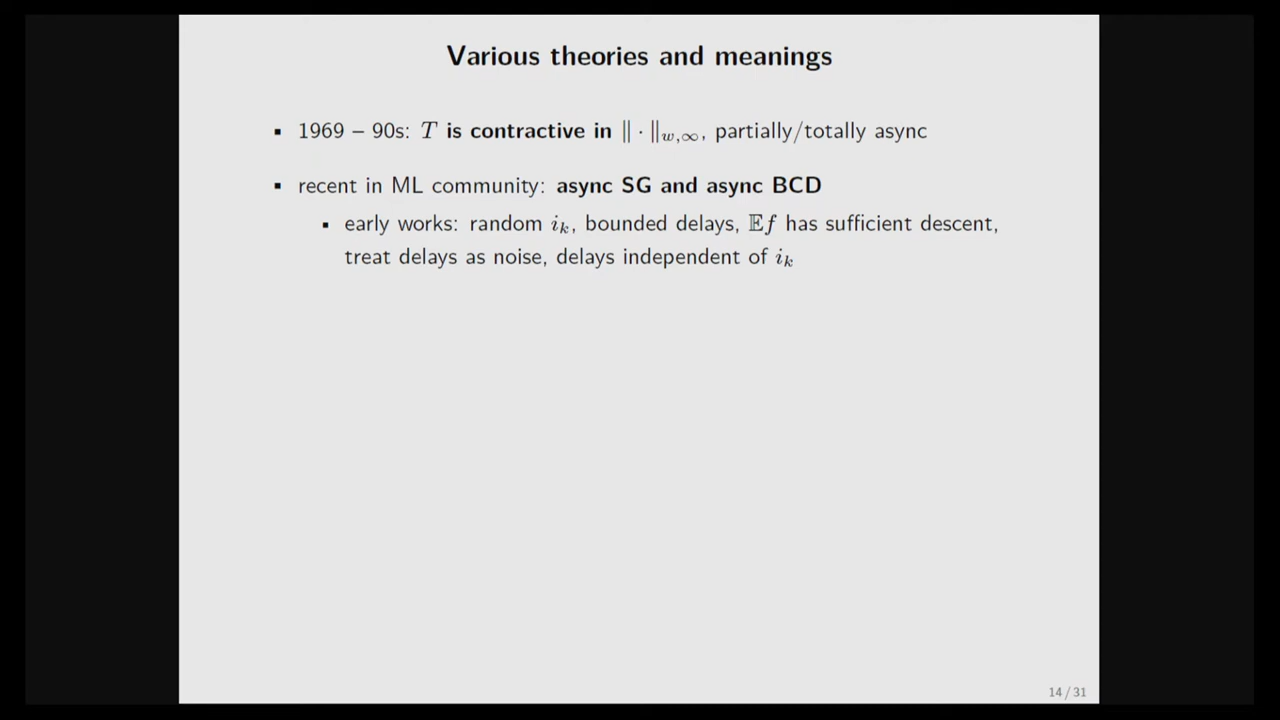 Various theories and meanings
▪ 1969 – 90s: T is contractive in ‖ · ‖w,∞, partially/totally async
▪ recent in ML community: async SG and async BCD
▪ early works: random iₖ, bounded delays, 𝔼f has sufficient descent,
treat delays as noise, delays independent of iₖ
14 / 31